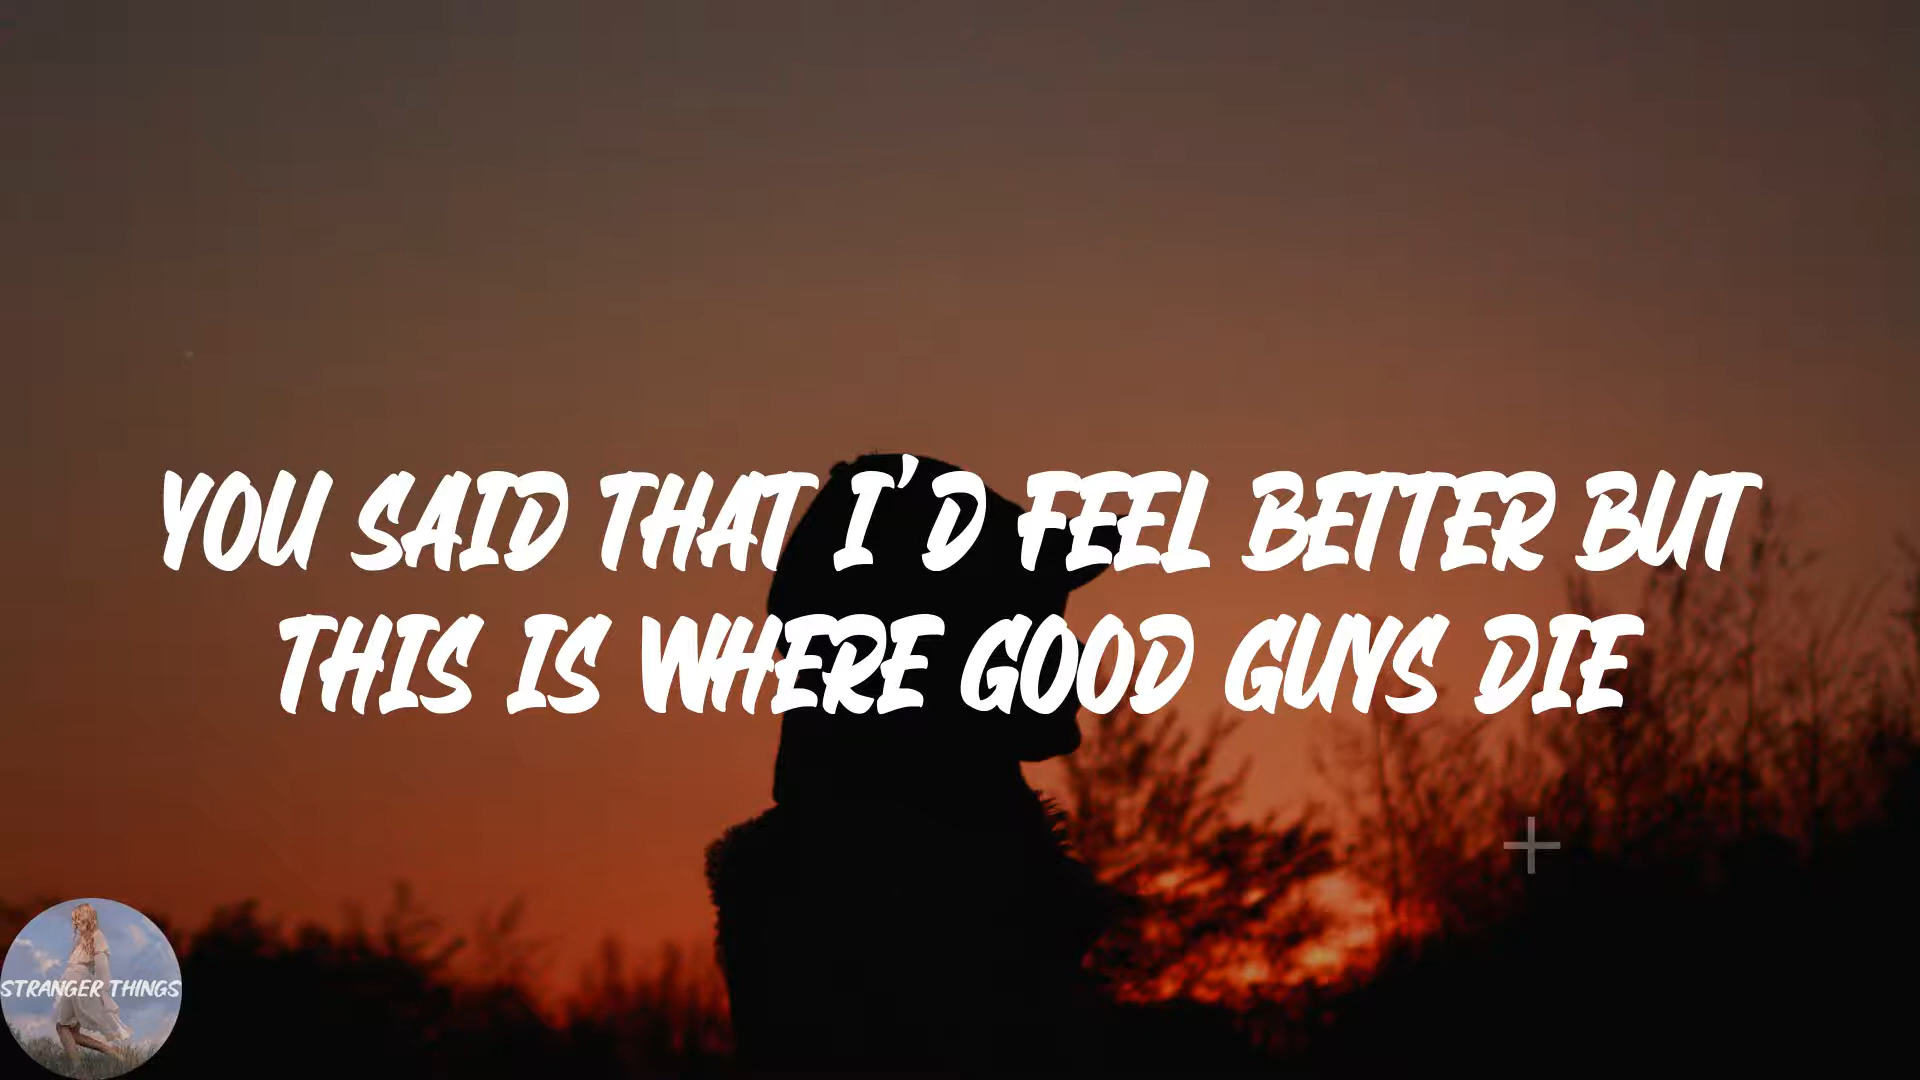 YOU SAID THAT I'D FEEL BETTER BUT
THIS IS WHERE GOOD GUYS DIE
STRANGER THINGS